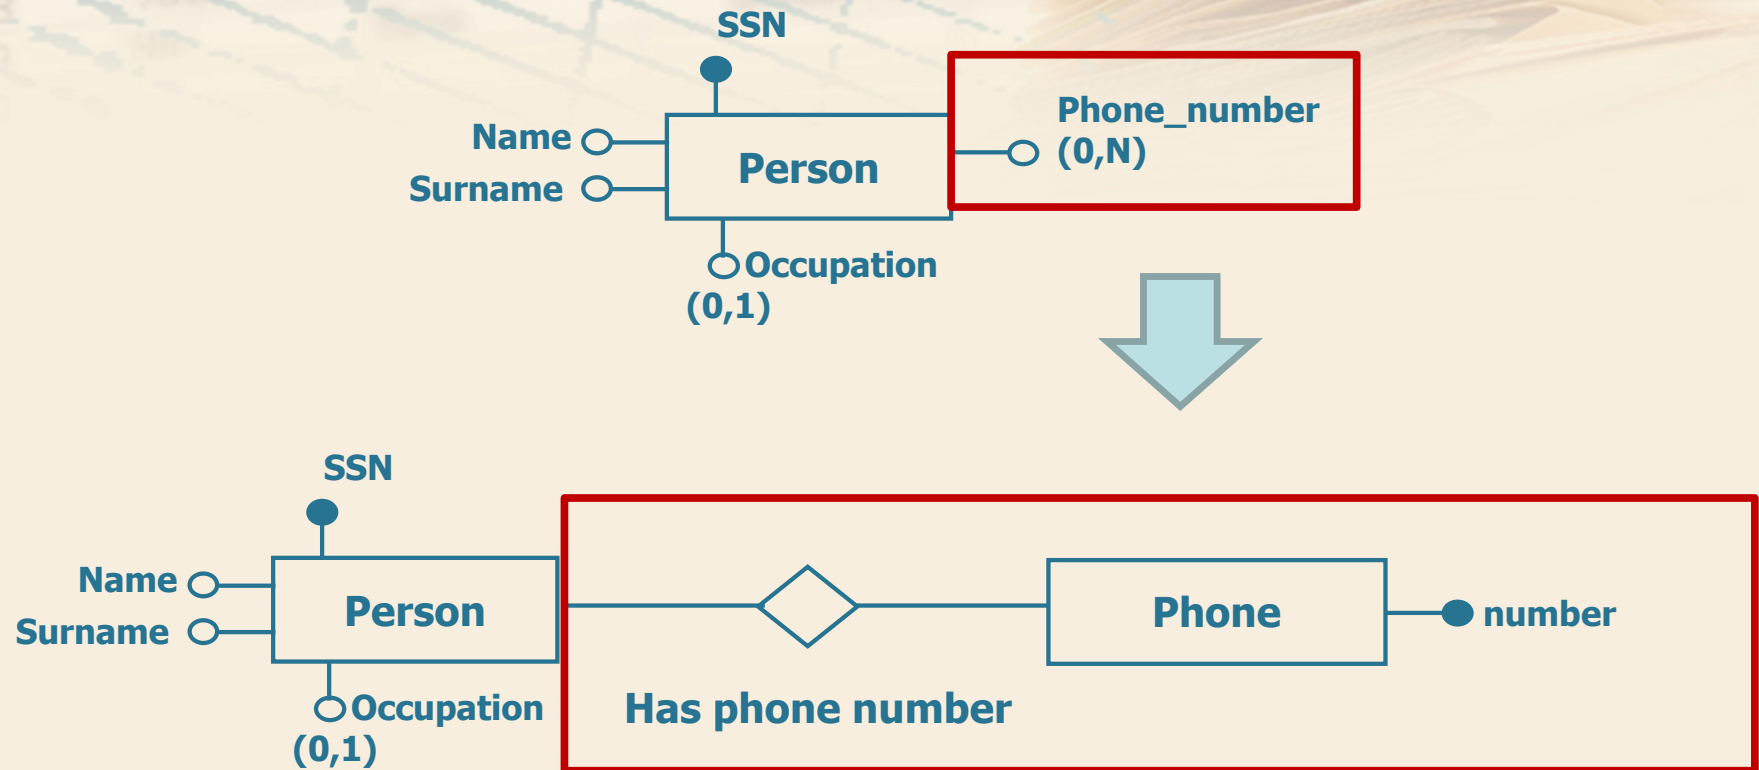 SSN
Phone_number
(0,N)
Name
Person
Surname
Occupation
(0,1)
SSN
Name
Person
Phone
number
Surname
Occupation
(0,1)
Has phone number